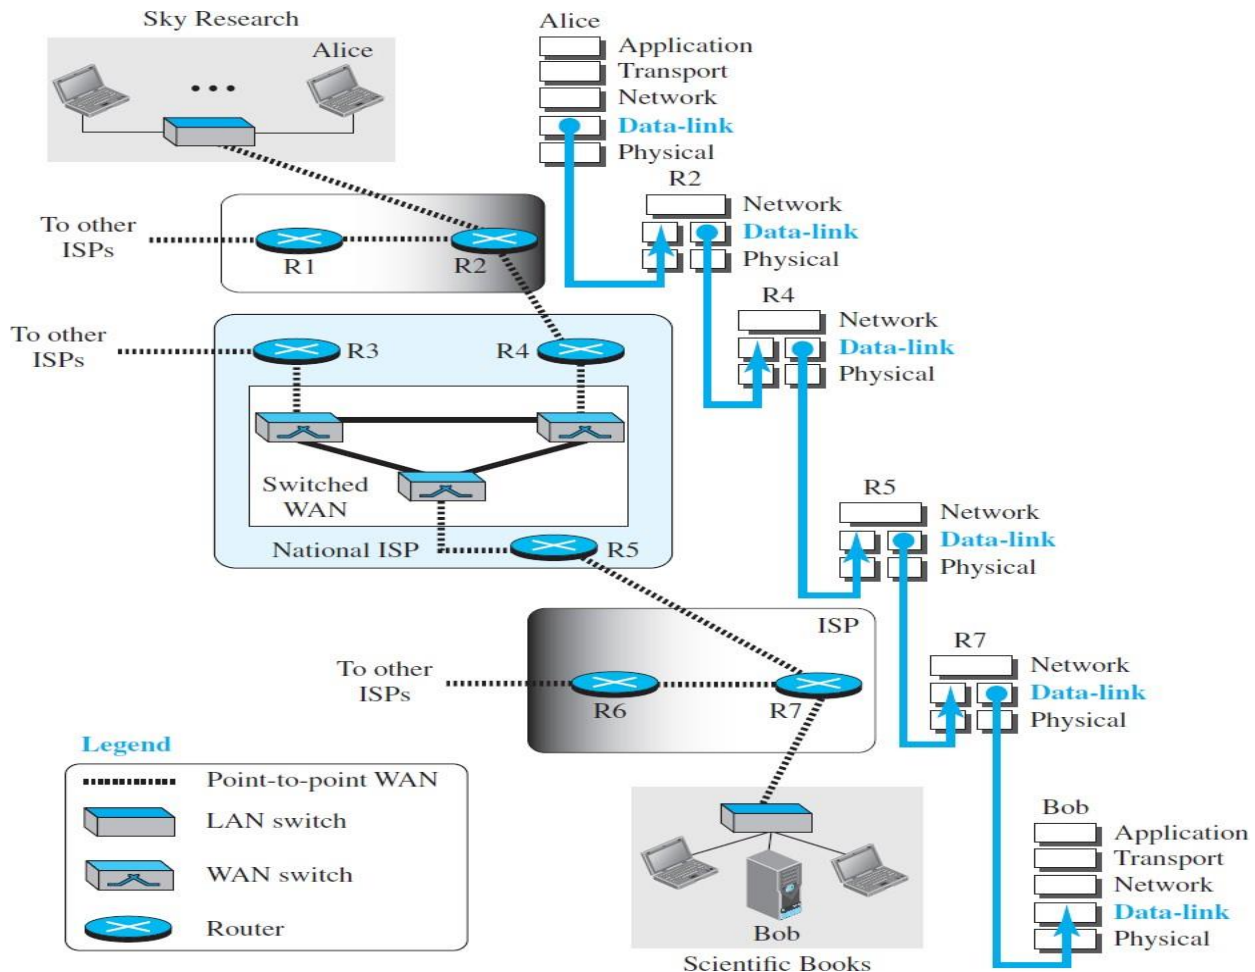 Sky Research
Alice
To other
ISPs
R1
R2
To other
ISPs
R3
R4
Switched
WAN
National ISP
R5
ISP
To other
ISPs
R6
R7
Bob
Scientific Books
Legend
Point-to-point WAN
LAN switch
WAN switch
Router
Alice
Application
Transport
Network
Data-link
Physical
R2
Network
Data-link
Physical
R4
Network
Data-link
Physical
R5
Network
Data-link
Physical
R7
Network
Data-link
Physical
Bob
Application
Transport
Network
Data-link
Physical